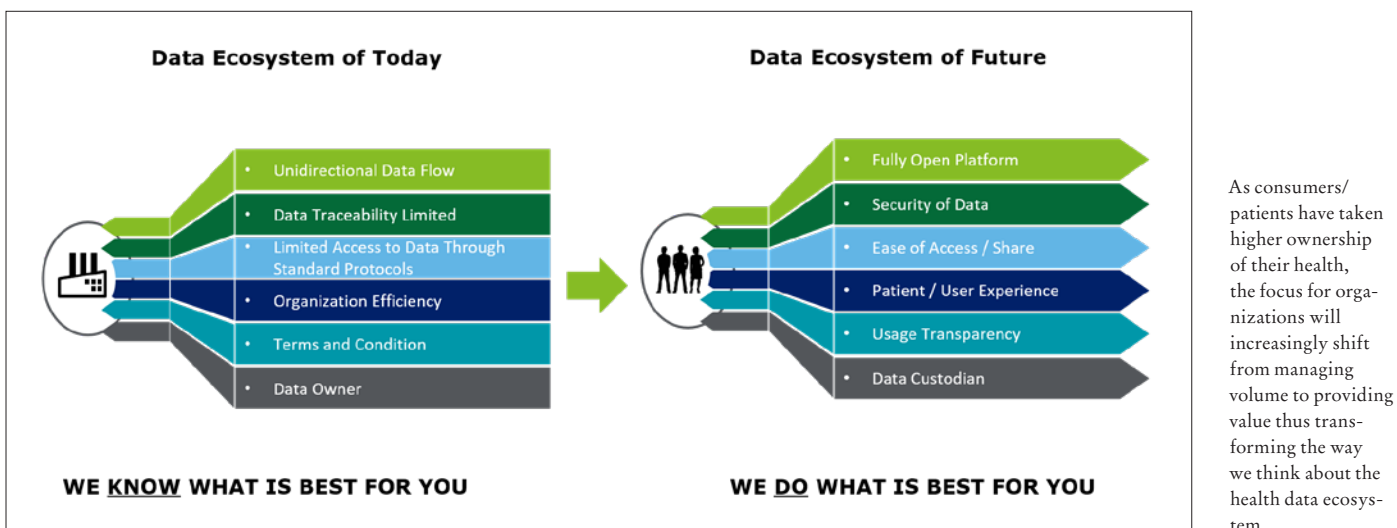 Data Ecosystem of Today
• Unidirectional Data Flow
• Data Traceability Limited
• Limited Access to Data Through
Standard Protocols
• Organization Efficiency
• Terms and Condition
• Data Owner
WE KNOW WHAT IS BEST FOR YOU
Data Ecosystem of Future
• Fully Open Platform
• Security of Data
• Ease of Access / Share
• Patient / User Experience
• Usage Transparency
• Data Custodian
WE DO WHAT IS BEST FOR YOU
As consumers/
patients have taken
higher ownership
of their health,
the focus for orga-
nizations will
increasingly shift
from managing
volume to providing
value thus trans-
forming the way
we think about the
health data ecosys-
tem